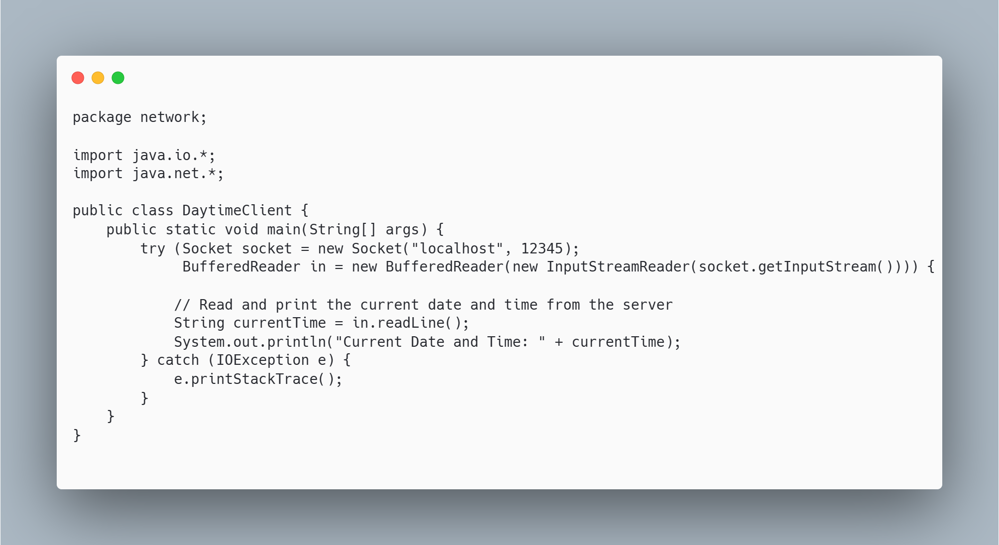 package network;

import java.io.*;
import java.net.*;

public class DaytimeClient {
    public static void main(String[] args) {
        try (Socket socket = new Socket("localhost", 12345);
             BufferedReader in = new BufferedReader(new InputStreamReader(socket.getInputStream()))) {

            // Read and print the current date and time from the server
            String currentTime = in.readLine();
            System.out.println("Current Date and Time: " + currentTime);
        } catch (IOException e) {
            e.printStackTrace();
        }
    }
}